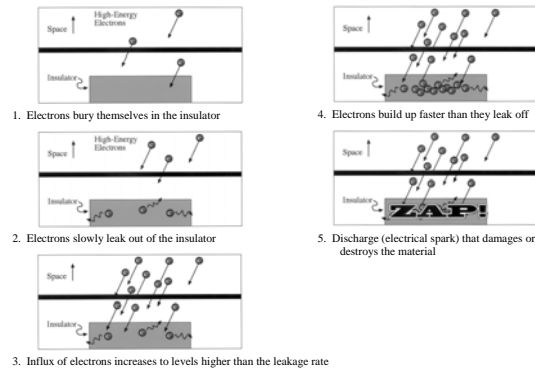 High-Energy
Electrons
Space
Insulator
1. Electrons bury themselves in the insulator
High-Energy
Electrons
Space
Insulator
2. Electrons slowly leak out of the insulator
Space
Insulator
3. Influx of electrons increases to levels higher than the leakage rate
Space
Insulator
4. Electrons build up faster than they leak off
Space
Insulator
ZAP!
5. Discharge (electrical spark) that damages or
destroys the material